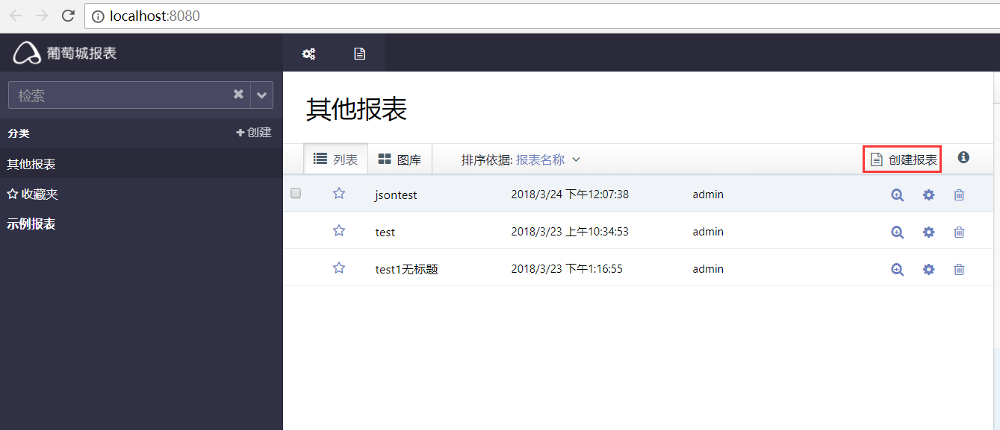 localhost:8080
葡萄城报表
检索
分类 创建
其他报表
收藏夹
示例报表
其他报表
列表 图库 排序依据: 报表名称 创建报表
jsontest 2018/3/24 下午12:07:38 admin
test 2018/3/23 上午10:34:53 admin
test1无标题 2018/3/23 下午1:16:55 admin